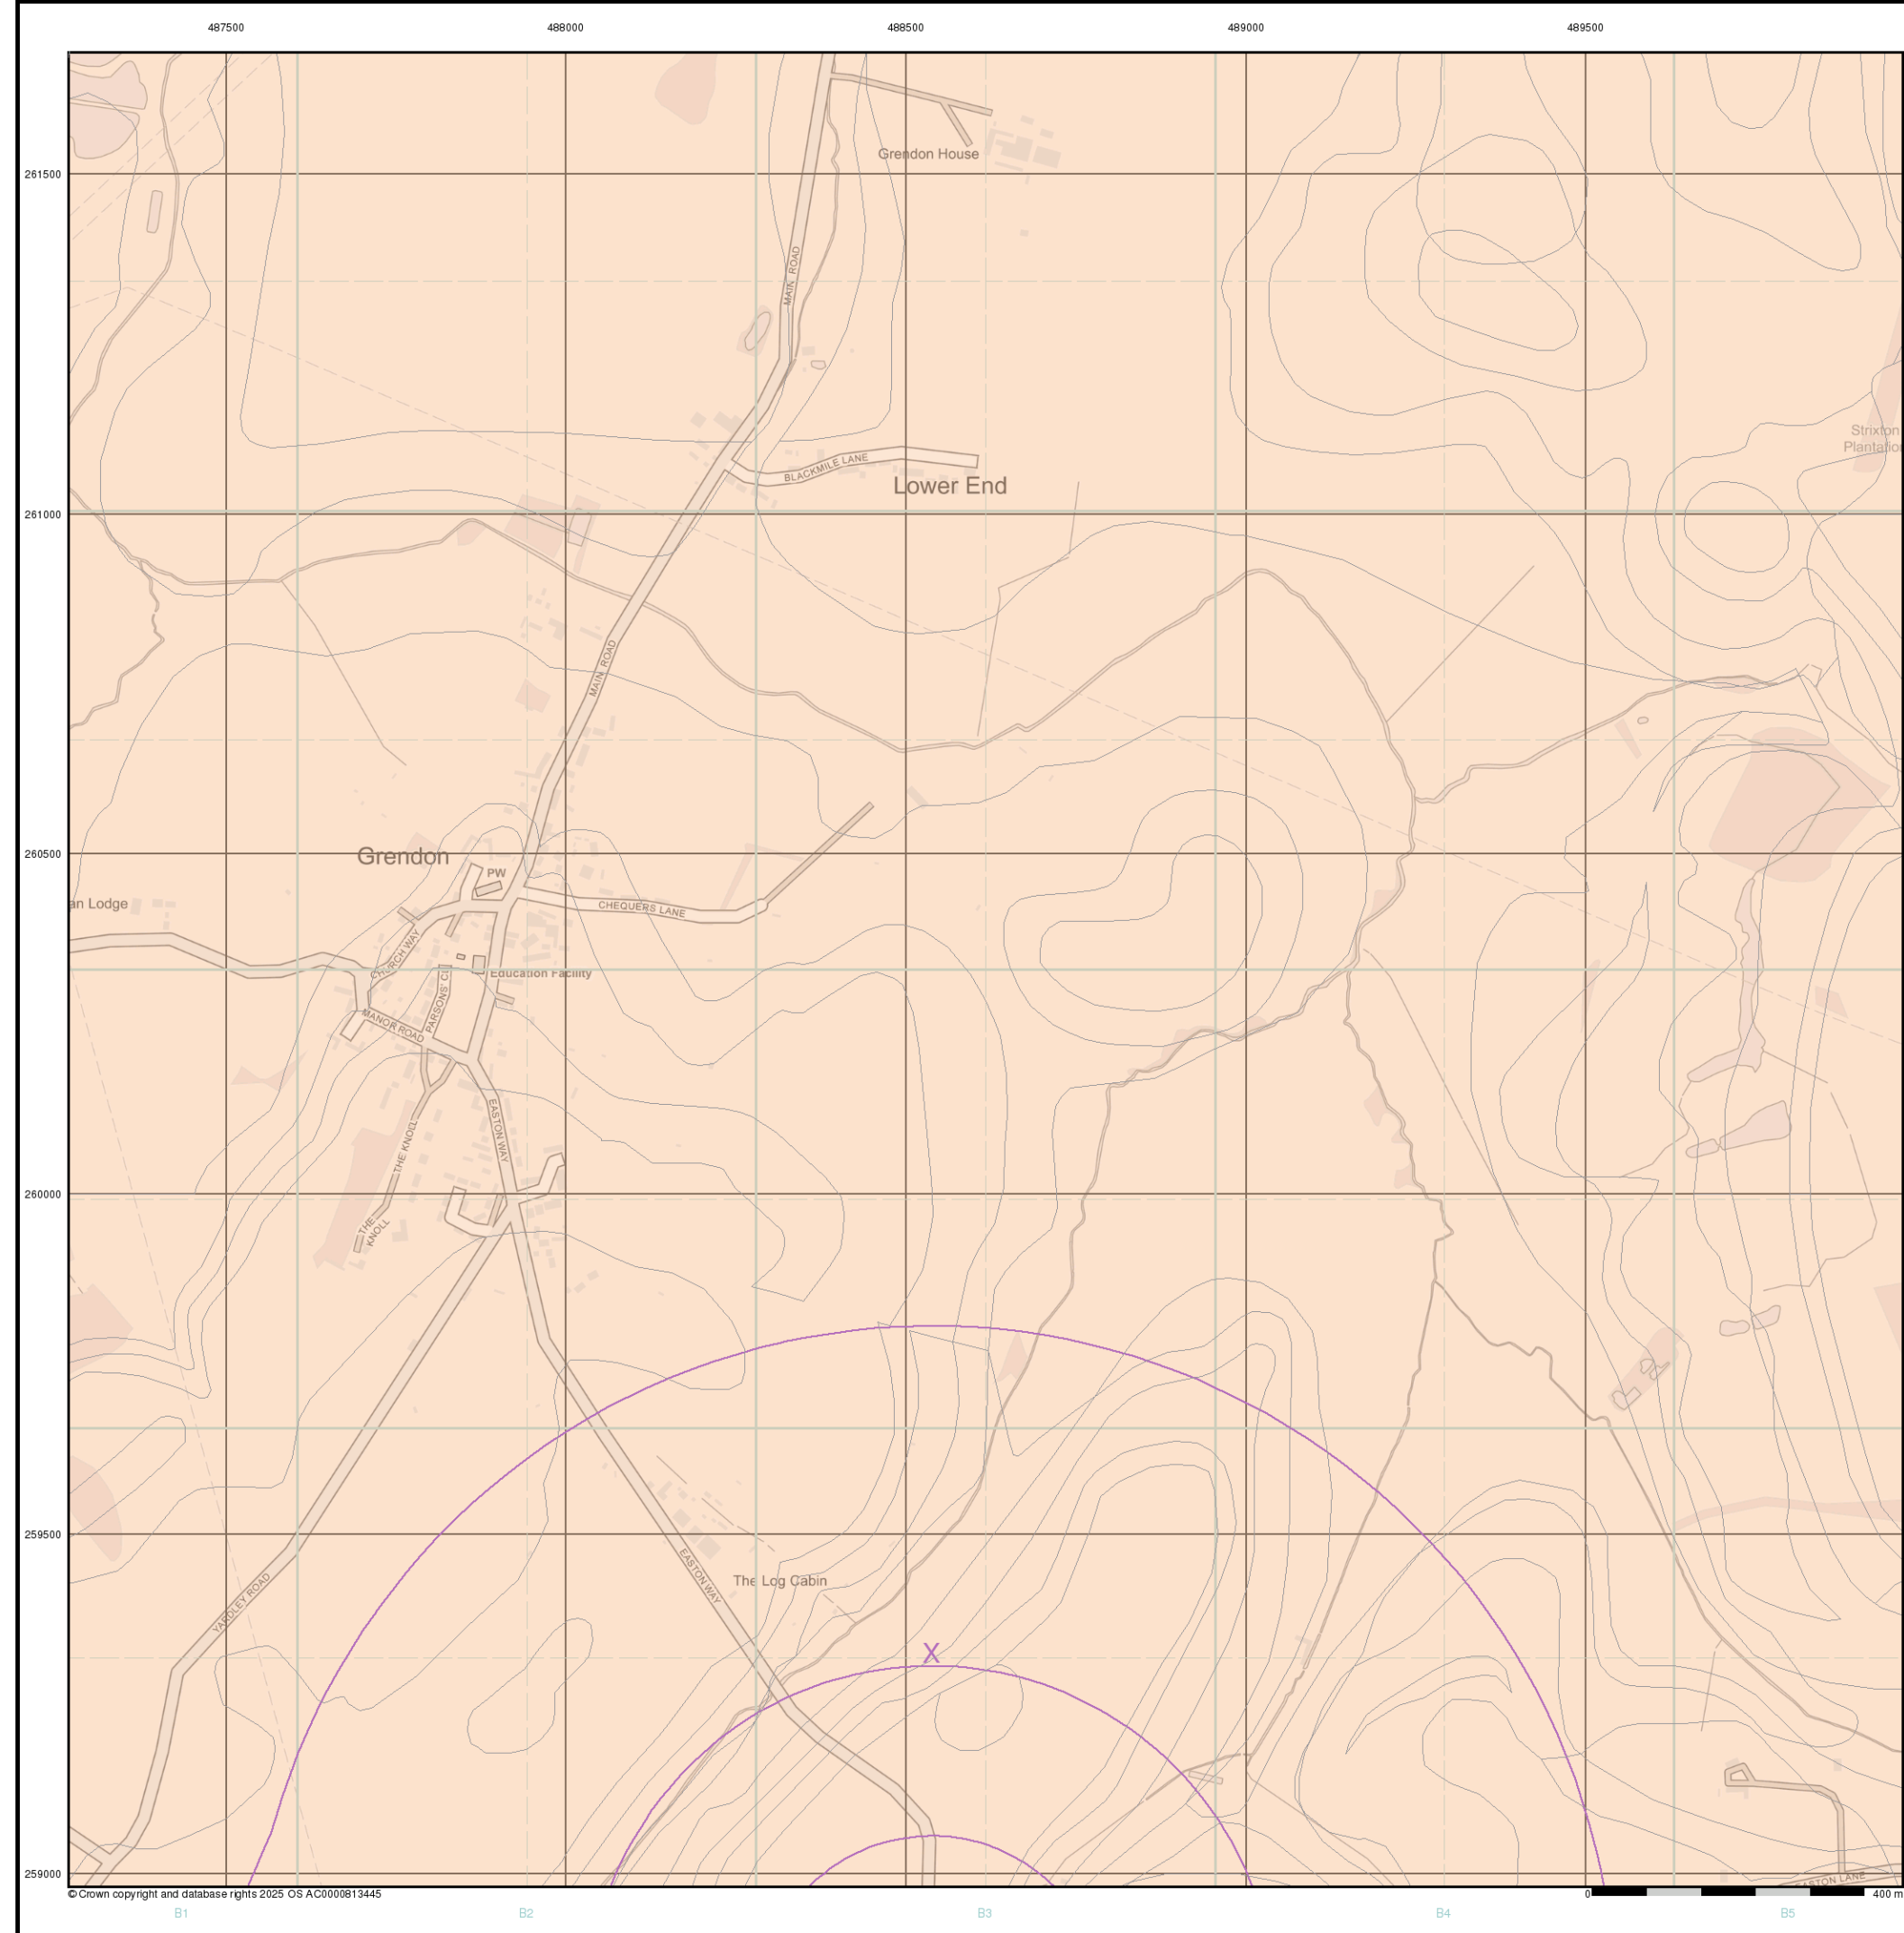 487500 488000 488500 489000 489500
261500
Grendon House
MAIN ROAD
Strixton
BLACKMILE LANE
Lower End
261000
MAIN ROAD
260500
Grendon
PW
an Lodge
CHEQUERS LANE
CHURCH WAY
Education Facility
PARSONS' CL
MANOR ROAD
EASTON WAY
THE KNOLL
260000
THE
KNOLL
259500
EASTON WAY
The Log Cabin
YARDLEY ROAD
X
259000
EASTON LANE
© Crown copyright and database rights 2025 OS AC0000813445
0 400 m
B1 B2 B3 B4 B5